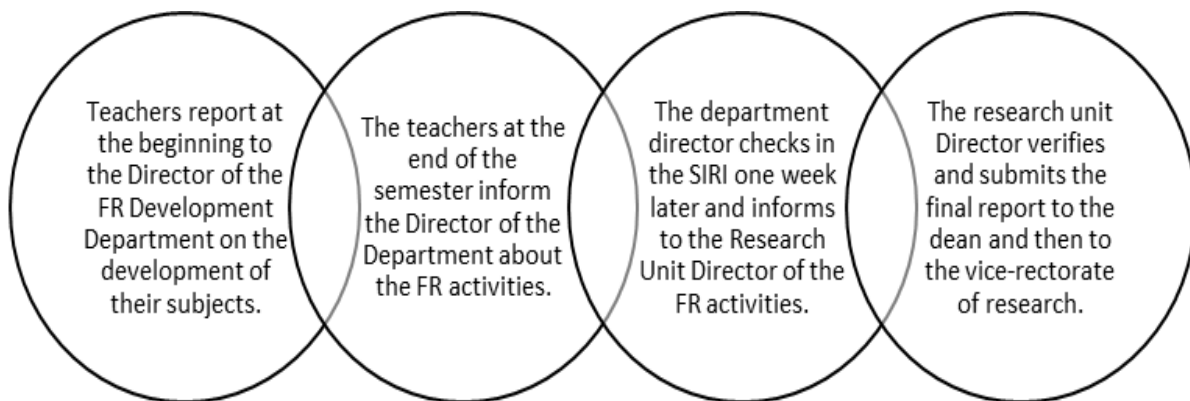 Teachers report at
the beginning to
the Director of the
FR Development
Department on the
development of
their subjects.
The teachers at the
end of the
semester inform
the Director of the
Department about
the FR activities.
The department
director checks in
the SIRI one week
later and informs
to the Research
Unit Director of the
FR activities.
The research unit
Director verifies
and submits the
final report to the
dean and then to
the vice-rectorate
of research.